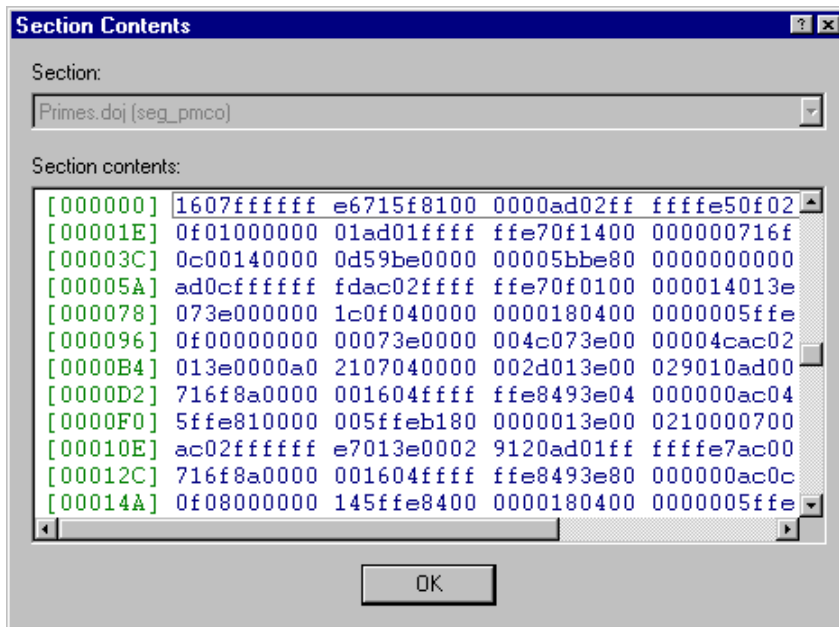 Section Contents
Section:
Primes.doj (seg_pmco)
Section contents:
[000000] 1607ffffff e6715f8100 0000ad02ff ffffe50f02
[00001E] 0f01000000 01ad01ffff ffe70f1400 000000716f
[00003C] 0c00140000 0d59be0000 00005bbe80 0000000000
[00005A] ad0cffffff fdac02ffff ffe70f0100 000014013e
[000078] 073e000000 1c0f040000 0000180400 0000005ffe
[000096] 0f00000000 00073e0000 004c073e00 00004cac02
[0000B4] 013e0000a0 2107040000 002d013e00 029010ad00
[0000D2] 716f8a0000 001604ffff ffe8493e04 000000ac04
[0000F0] 5ffe810000 005ffeb180 0000013e00 0210000700
[00010E] ac02ffffff e7013e0002 9120ad01ff ffffe7ac00
[00012C] 716f8a0000 001604ffff ffe8493e80 000000ac0c
[00014A] 0f08000000 145ffe8400 0000180400 0000005ffe
OK